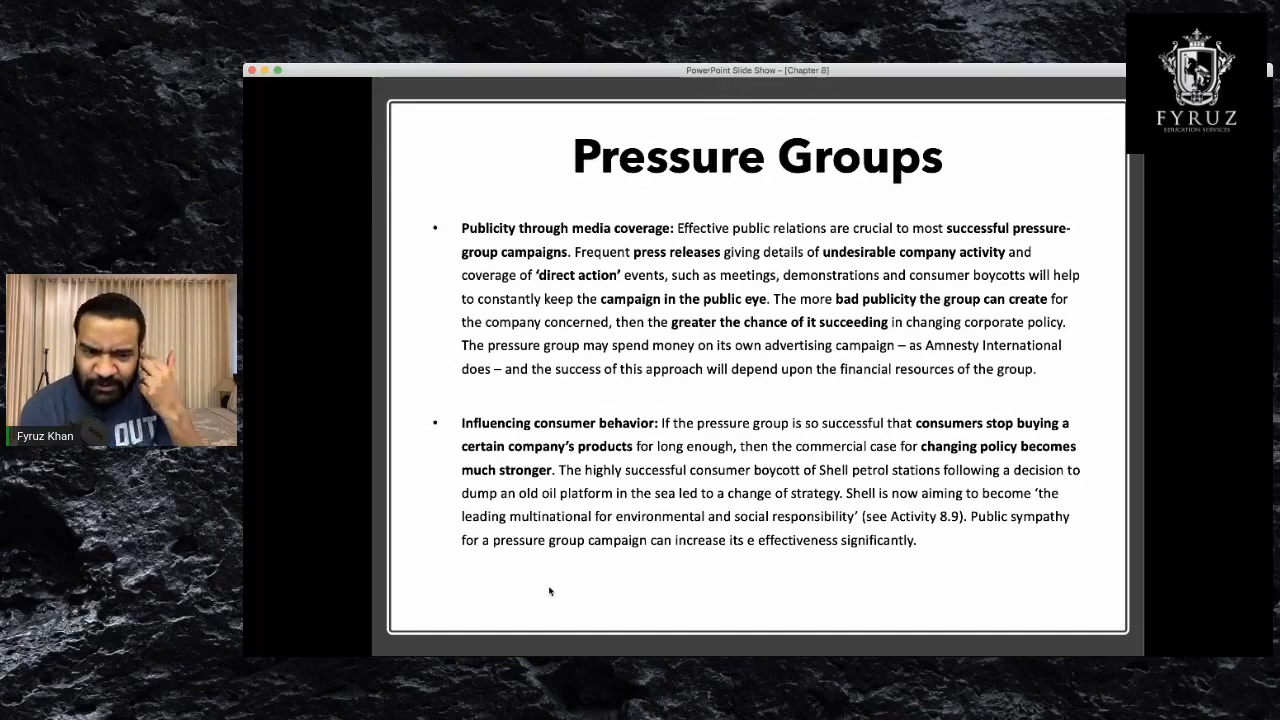 PowerPoint Slide Show – [Chapter 8]
FYRUZ
EDUCATION SERVICES
Pressure Groups
• Publicity through media coverage: Effective public relations are crucial to most successful pressure-
group campaigns. Frequent press releases giving details of undesirable company activity and
coverage of ‘direct action’ events, such as meetings, demonstrations and consumer boycotts will help
to constantly keep the campaign in the public eye. The more bad publicity the group can create for
the company concerned, then the greater the chance of it succeeding in changing corporate policy.
The pressure group may spend money on its own advertising campaign – as Amnesty International
does – and the success of this approach will depend upon the financial resources of the group.
• Influencing consumer behavior: If the pressure group is so successful that consumers stop buying a
certain company’s products for long enough, then the commercial case for changing policy becomes
much stronger. The highly successful consumer boycott of Shell petrol stations following a decision to
dump an old oil platform in the sea led to a change of strategy. Shell is now aiming to become ‘the
leading multinational for environmental and social responsibility’ (see Activity 8.9). Public sympathy
for a pressure group campaign can increase its e effectiveness significantly.
OUT
Fyruz Khan